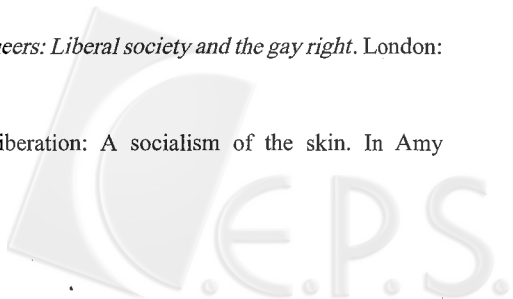 eers: Liberal society and the gay right. London:
iberation: A socialism of the skin. In Amy
C.E.P.S.